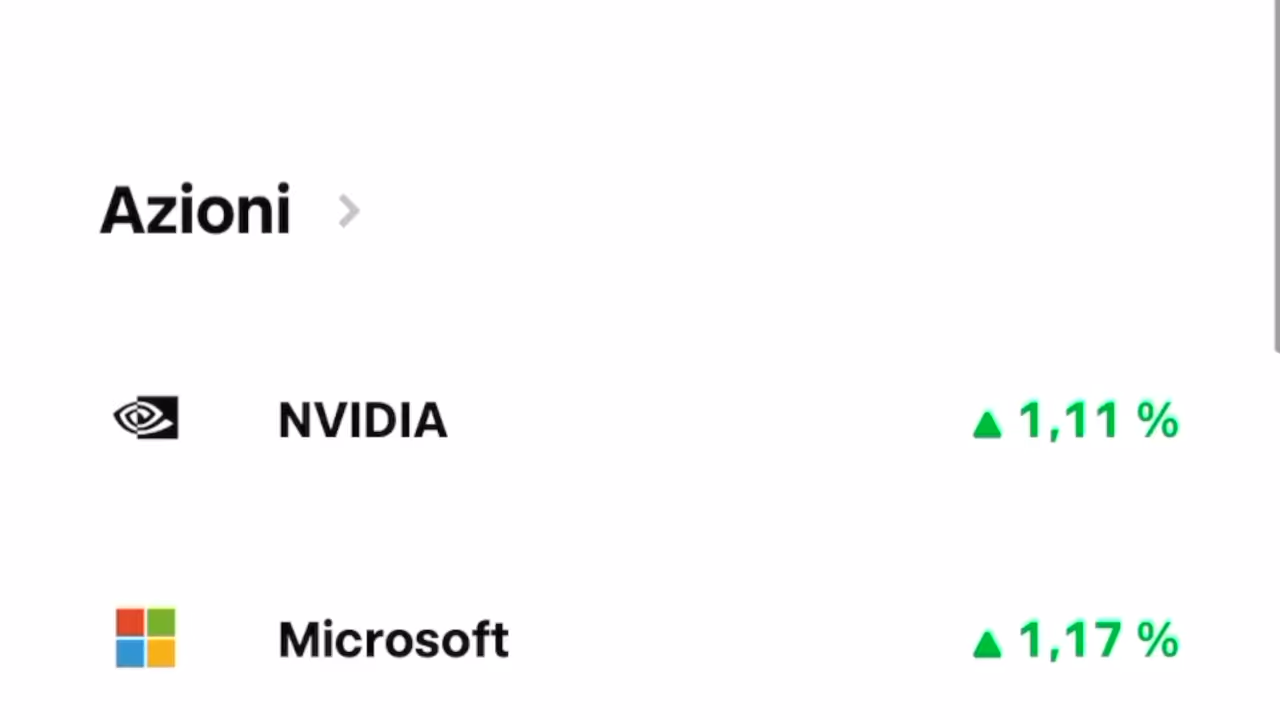 Azioni
NVIDIA ▲ 1,11 %
Microsoft ▲ 1,17 %